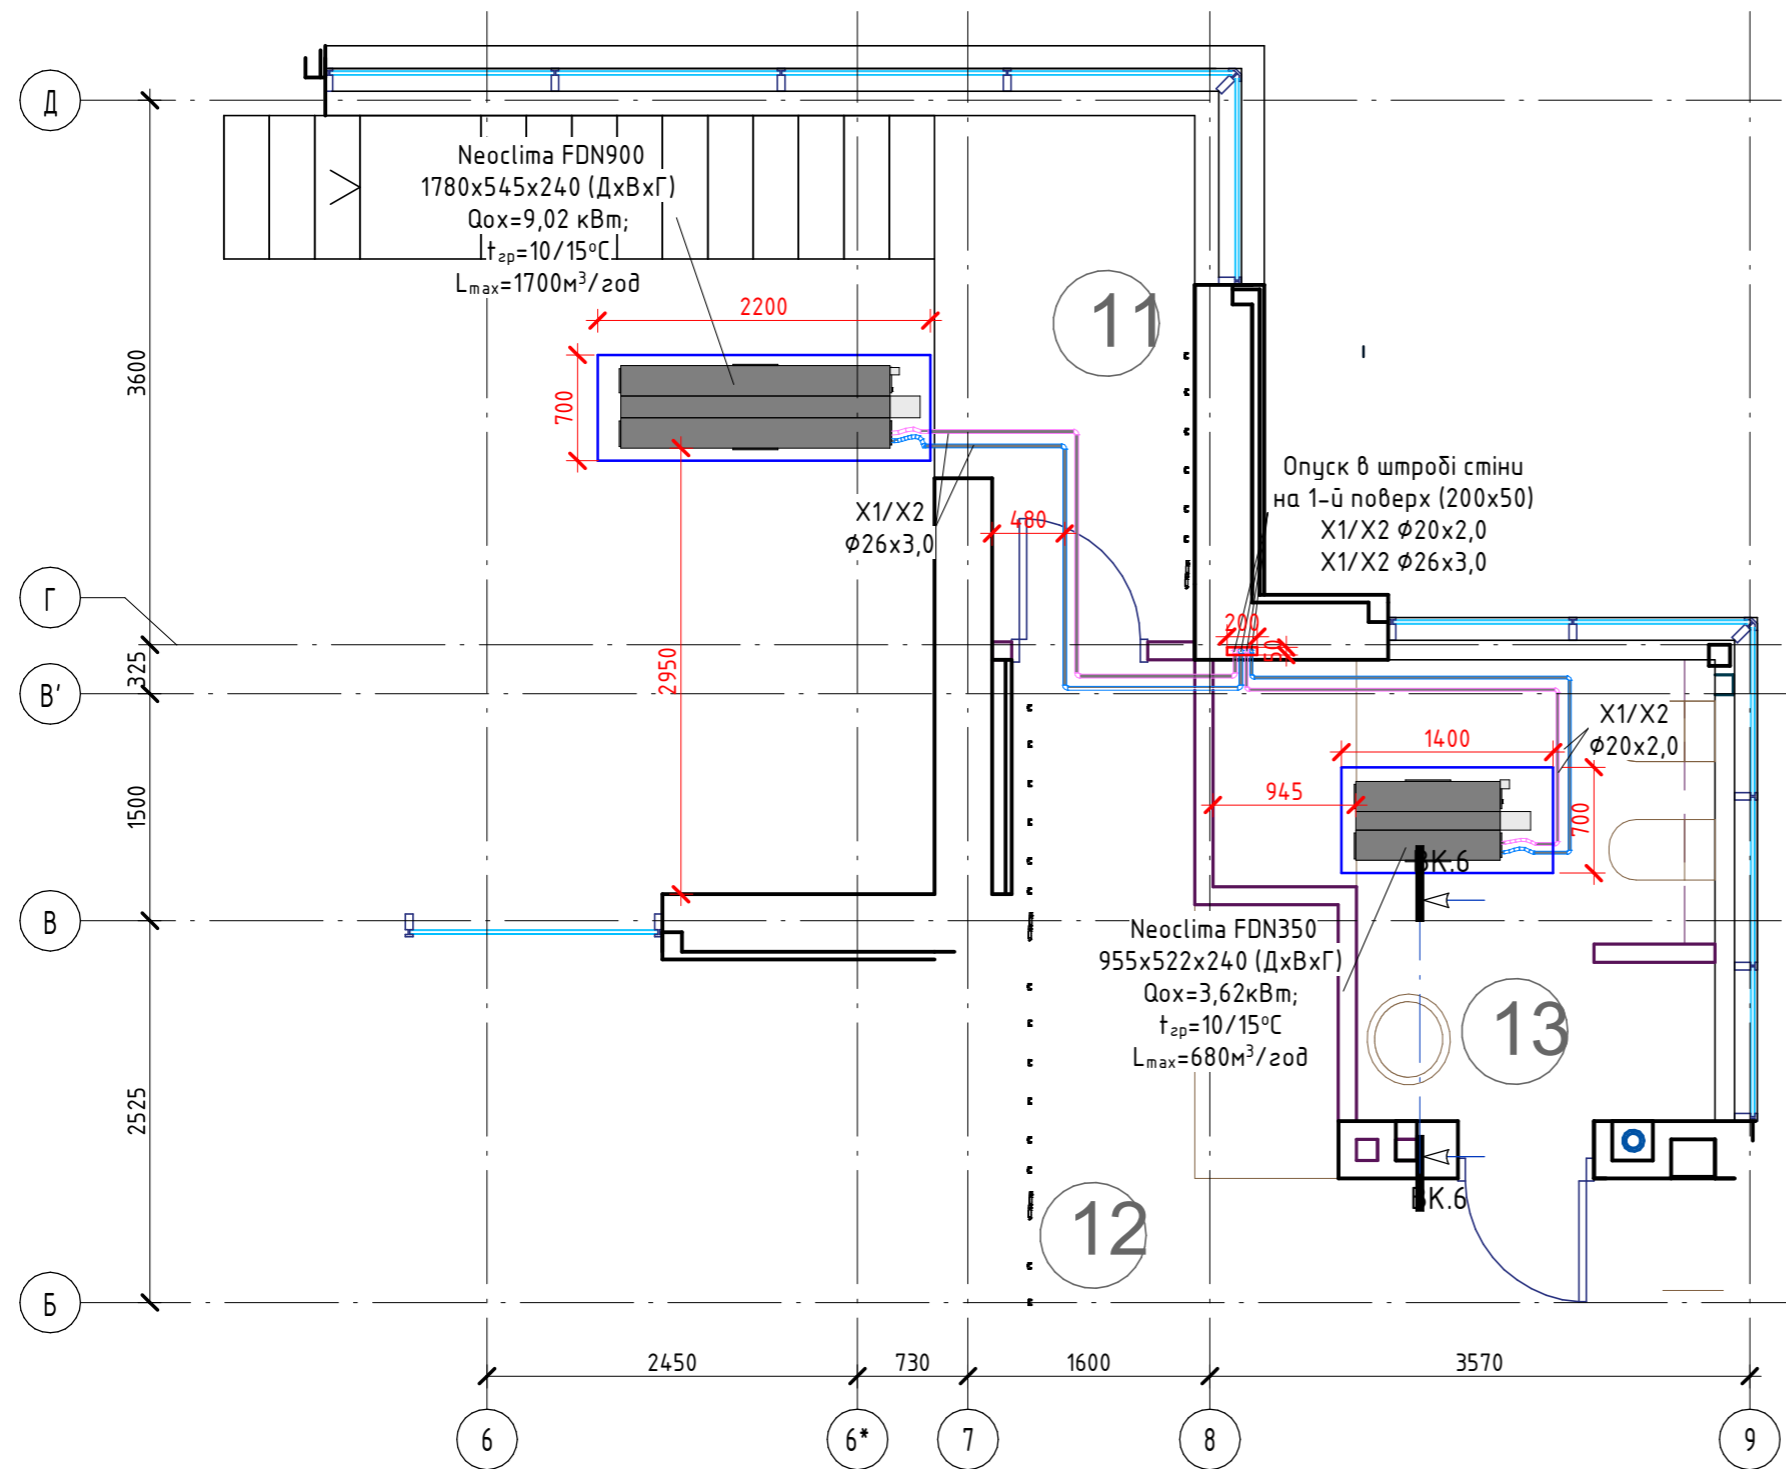 Д
Neoclima FDN900
1780x545x240 (ДxВxГ)
Qох=9,02 кВт;
tгр=10/15ºC
Lmax=1700м³/год
2200
11
3600
700
Опуск в штробі стіни
на 1-й поверх (200x50)
X1/X2 Ф20x2,0
X1/X2 Ф26x3,0
X1/X2
Ф26x3,0
480
Г
200
50
325
2950
В'
X1/X2
Ф20x2,0
1400
945
700
1500
ВК.6
В
Neoclima FDN350
955x522x240 (ДxВxГ)
Qох=3,62кВт;
tгр=10/15ºC
Lmax=680м³/год
13
2525
ВК.6
12
Б
2450
730
1600
3570
6
6*
7
8
9